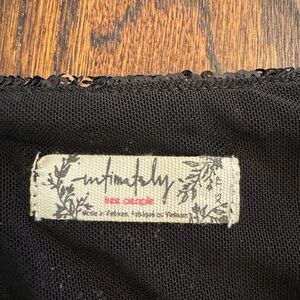 intimately
free people
Made in Vietnam, Fabriqué au Vietnam